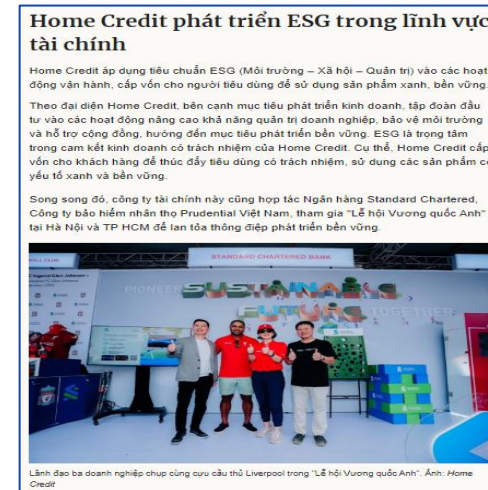 Home Credit phát triển ESG trong lĩnh vực
tài chính
Home Credit áp dụng tiêu chuẩn ESG (Môi trường – Xã hội – Quản trị) vào các hoạt
động vận hành, cấp vốn cho người tiêu dùng để sử dụng sản phẩm xanh, bền vững.
Theo đại diện Home Credit, bên cạnh mục tiêu phát triển kinh doanh, tập đoàn đầu
tư vào các hoạt động nâng cao khả năng quản trị doanh nghiệp, bảo vệ môi trường
và hỗ trợ cộng đồng, hướng đến mục tiêu phát triển bền vững. ESG là trọng tâm
trong cam kết kinh doanh có trách nhiệm của Home Credit. Cụ thể, Home Credit cấp
vốn cho khách hàng để thúc đẩy tiêu dùng có trách nhiệm, sử dụng các sản phẩm có
yếu tố xanh và bền vững.
Song song đó, công ty tài chính này cũng hợp tác Ngân hàng Standard Chartered,
Công ty bảo hiểm nhân thọ Prudential Việt Nam, tham gia "Lễ hội Vương quốc Anh"
tại Hà Nội và TP HCM để lan tỏa thông điệp phát triển bền vững.
STANDARD CHARTERED BANK
PIONEER SUSTAINABLE
FUTURE TOGETHER
Lãnh đạo ba doanh nghiệp chụp cùng cựu cầu thủ Liverpool trong "Lễ hội Vương quốc Anh". Ảnh: Home
Credit